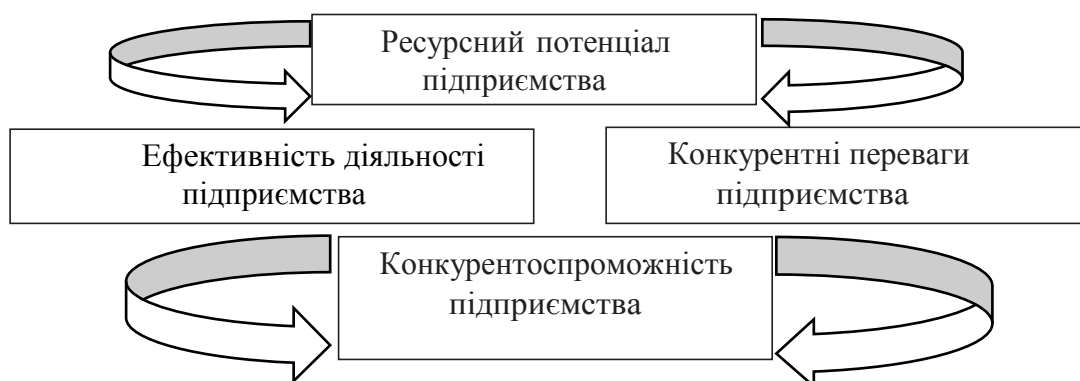 Ресурсний потенціал
підприємства
Ефективність діяльності
підприємства
Конкурентні переваги
підприємства
Конкурентоспроможність
підприємства